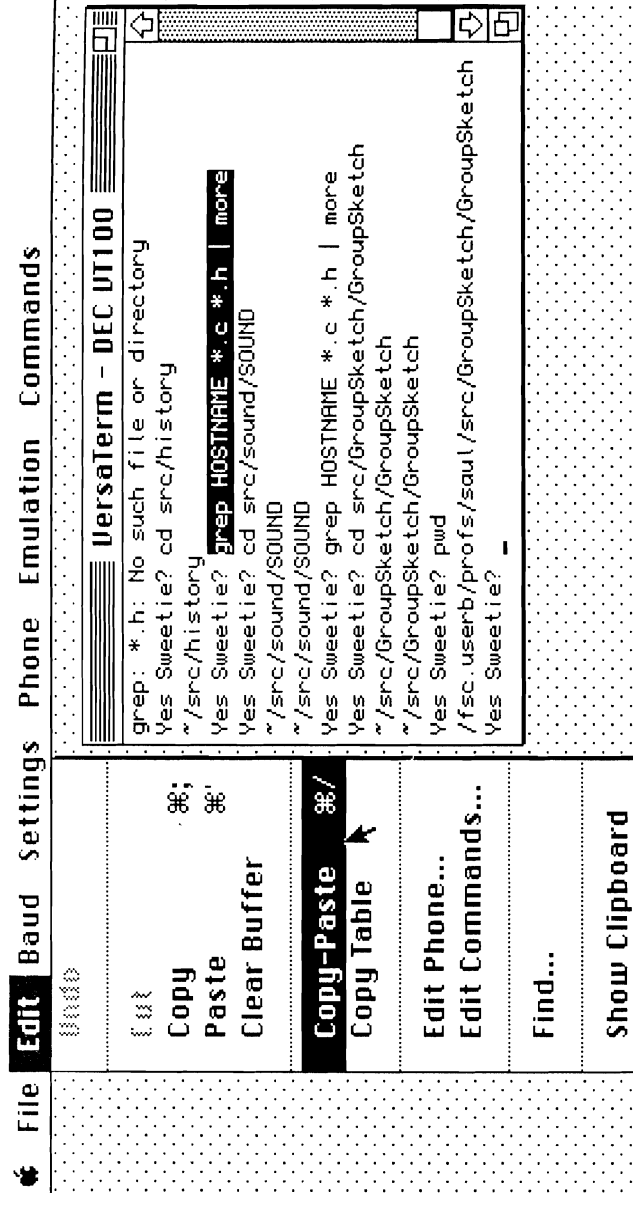 File Edit Baud Settings Phone Emulation Commands
Undo
Cut
Copy ⌘;
Paste ⌘'
Clear Buffer
Copy-Paste ⌘/
Copy Table
Edit Phone...
Edit Commands...
Find...
Show Clipboard
VersaTerm - DEC VT100
grep: *.h: No such file or directory
Yes Sweetie? cd src/history
~/src/history
Yes Sweetie? grep HOSTNAME *.c *.h | more
Yes Sweetie? cd src/sound/SOUND
~/src/sound/SOUND
~/src/sound/SOUND
Yes Sweetie? grep HOSTNAME *.c *.h | more
Yes Sweetie? cd src/GroupSketch/GroupSketch
~/src/GroupSketch/GroupSketch
~/src/GroupSketch/GroupSketch
Yes Sweetie? pwd
/fsc.userb/profs/saul/src/GroupSketch/GroupSketch
Yes Sweetie? _